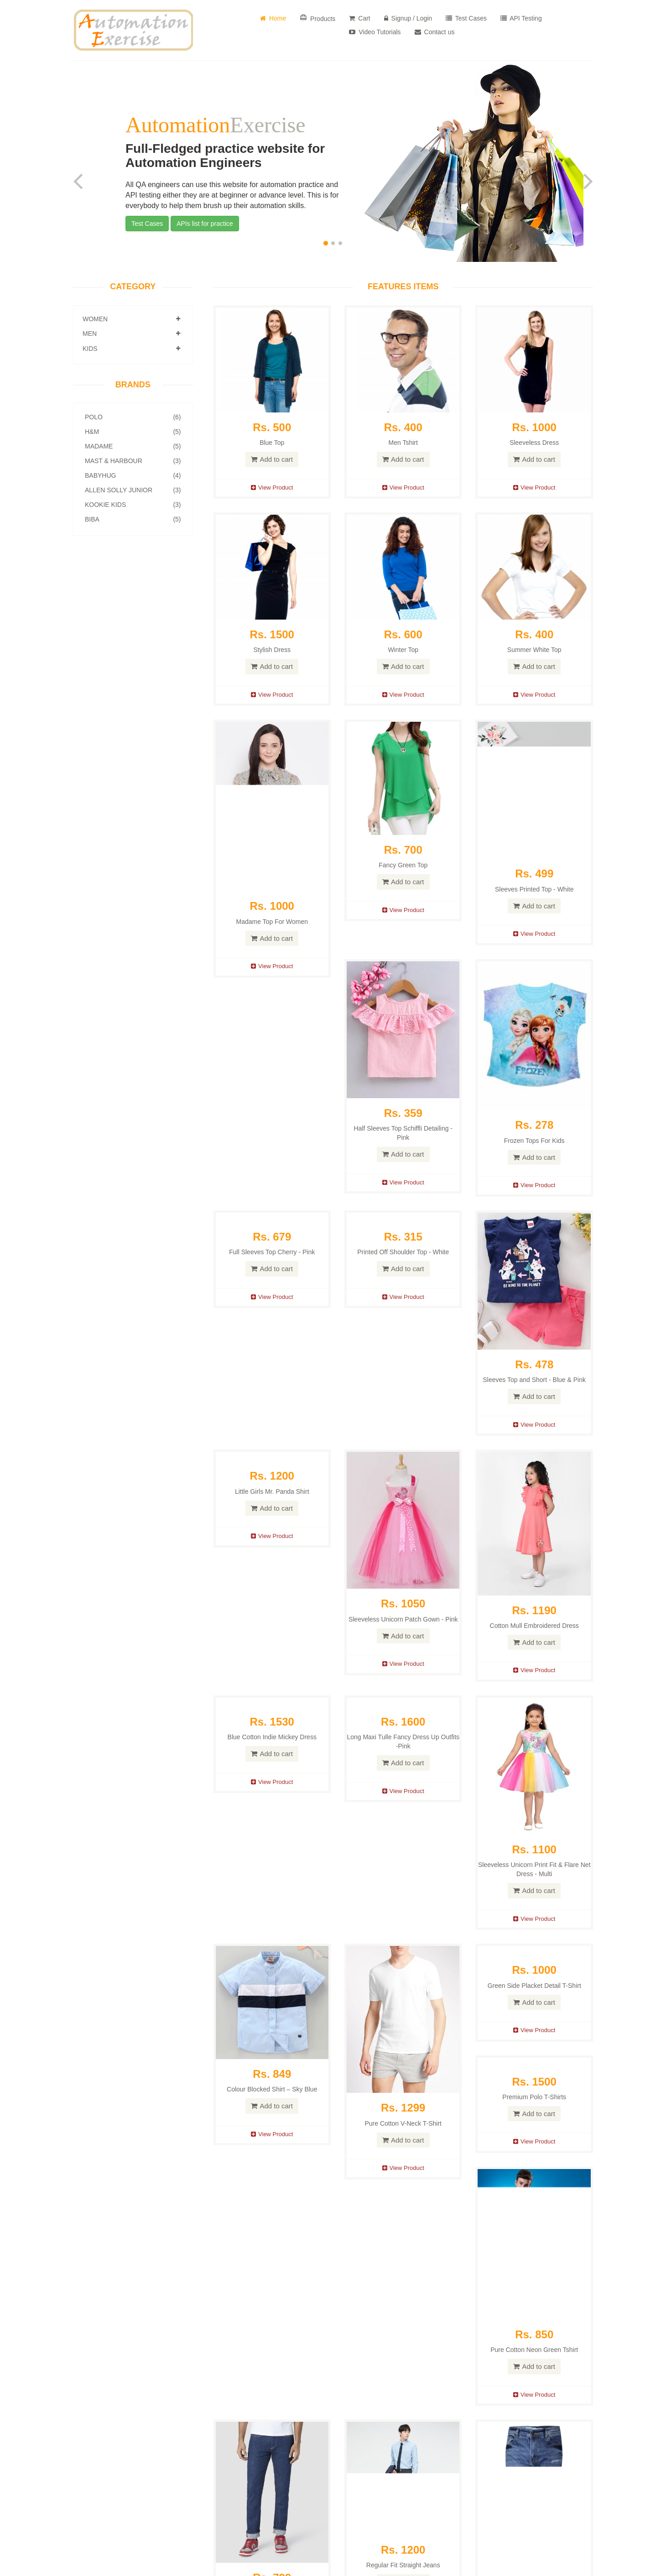 Automation
Exercise
Home
Products
Cart
Signup / Login
Test Cases
API Testing
Video Tutorials
Contact us
AutomationExercise
Full-Fledged practice website for
Automation Engineers
All QA engineers can use this website for automation practice and
API testing either they are at beginner or advance level. This is for
everybody to help them brush up their automation skills.
Test Cases
APIs list for practice
CATEGORY
WOMEN
MEN
KIDS
BRANDS
POLO (6)
H&M (5)
MADAME (5)
MAST & HARBOUR (3)
BABYHUG (4)
ALLEN SOLLY JUNIOR (3)
KOOKIE KIDS (3)
BIBA (5)
FEATURES ITEMS
Rs. 500
Blue Top
Add to cart
View Product
Rs. 400
Men Tshirt
Add to cart
View Product
Rs. 1000
Sleeveless Dress
Add to cart
View Product
Rs. 1500
Stylish Dress
Add to cart
View Product
Rs. 600
Winter Top
Add to cart
View Product
Rs. 400
Summer White Top
Add to cart
View Product
Rs. 1000
Madame Top For Women
Add to cart
View Product
Rs. 700
Fancy Green Top
Add to cart
View Product
Rs. 499
Sleeves Printed Top - White
Add to cart
View Product
Rs. 359
Half Sleeves Top Schiffli Detailing -
Pink
Add to cart
View Product
FROZEN
Rs. 278
Frozen Tops For Kids
Add to cart
View Product
Rs. 679
Full Sleeves Top Cherry - Pink
Add to cart
View Product
Rs. 315
Printed Off Shoulder Top - White
Add to cart
View Product
BE KIND TO THE PLANET
Rs. 478
Sleeves Top and Short - Blue & Pink
Add to cart
View Product
Rs. 1200
Little Girls Mr. Panda Shirt
Add to cart
View Product
Rs. 1050
Sleeveless Unicorn Patch Gown - Pink
Add to cart
View Product
Rs. 1190
Cotton Mull Embroidered Dress
Add to cart
View Product
Rs. 1530
Blue Cotton Indie Mickey Dress
Add to cart
View Product
Rs. 1600
Long Maxi Tulle Fancy Dress Up Outfits
-Pink
Add to cart
View Product
Rs. 1100
Sleeveless Unicorn Print Fit & Flare Net
Dress - Multi
Add to cart
View Product
Rs. 849
Colour Blocked Shirt – Sky Blue
Add to cart
View Product
Rs. 1299
Pure Cotton V-Neck T-Shirt
Add to cart
View Product
Rs. 1000
Green Side Placket Detail T-Shirt
Add to cart
View Product
Rs. 1500
Premium Polo T-Shirts
Add to cart
View Product
Rs. 850
Pure Cotton Neon Green Tshirt
Add to cart
View Product
Rs. 1200
Regular Fit Straight Jeans